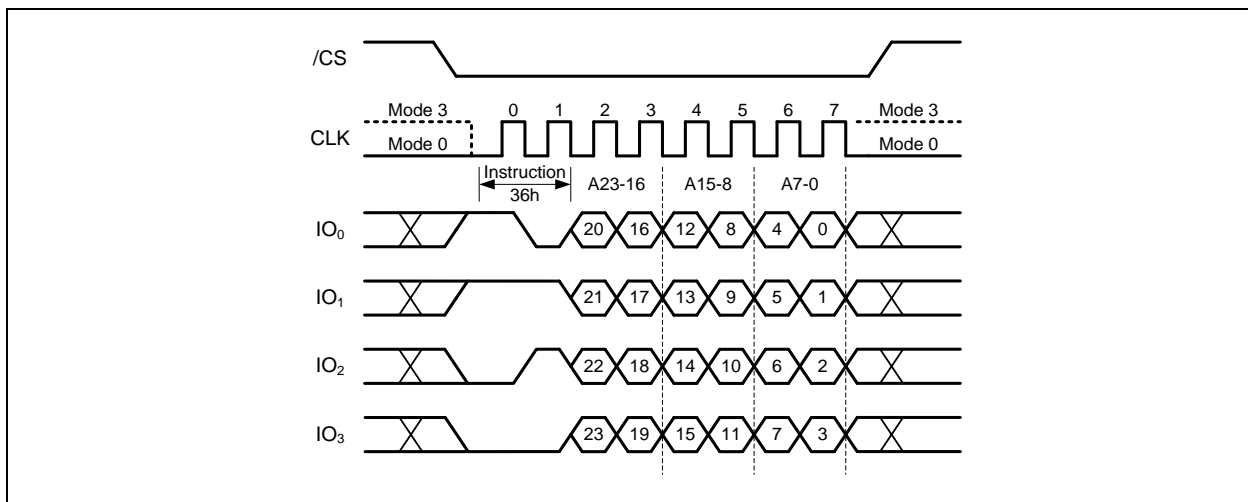 /CS
Mode 3 0 1 2 3 4 5 6 7 Mode 3
CLK
Mode 0 Mode 0
Instruction
36h
A23-16 A15-8 A7-0
IO₀ 20 16 12 8 4 0
IO₁ 21 17 13 9 5 1
IO₂ 22 18 14 10 6 2
IO₃ 23 19 15 11 7 3